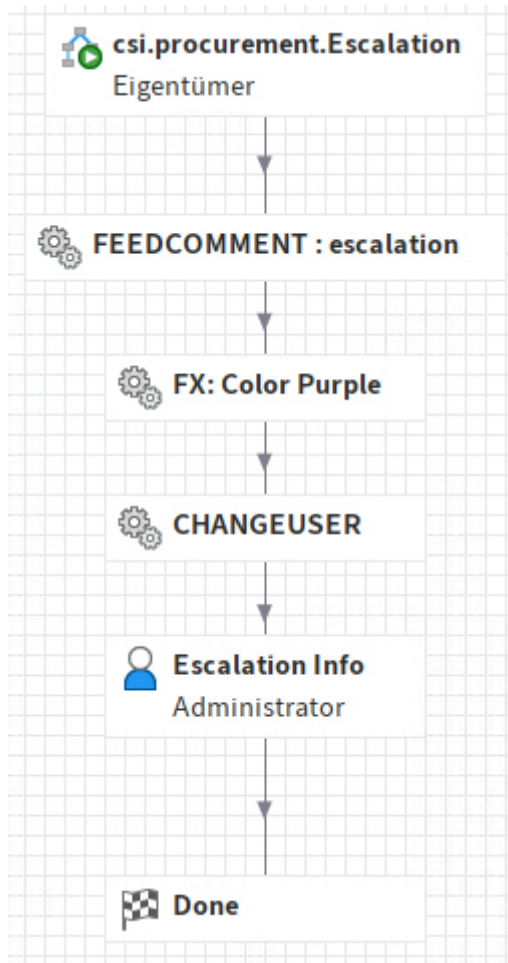 csi.procurement.Escalation
Eigentümer
FEEDCOMMENT : escalation
FX: Color Purple
CHANGEUSER
Escalation Info
Administrator
Done